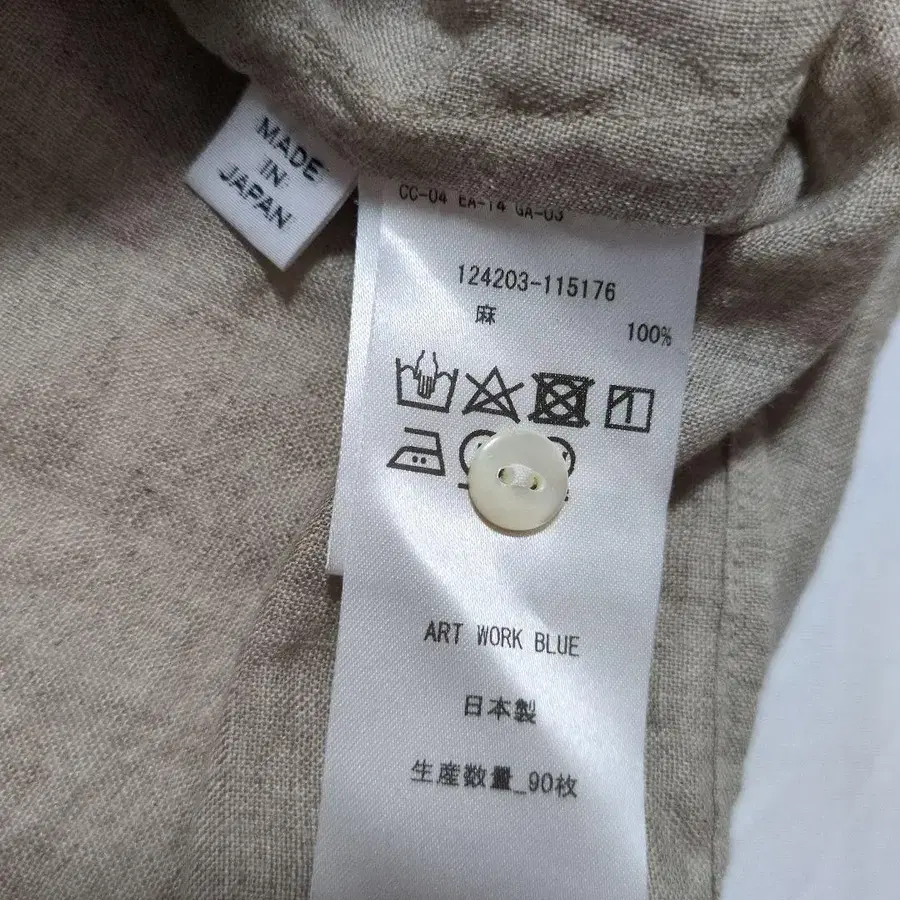 MADE
IN
JAPAN
CC-04 EA-14 GA-03
124203-115176
麻 100%
ART WORK BLUE
日本製
生産数量_90枚